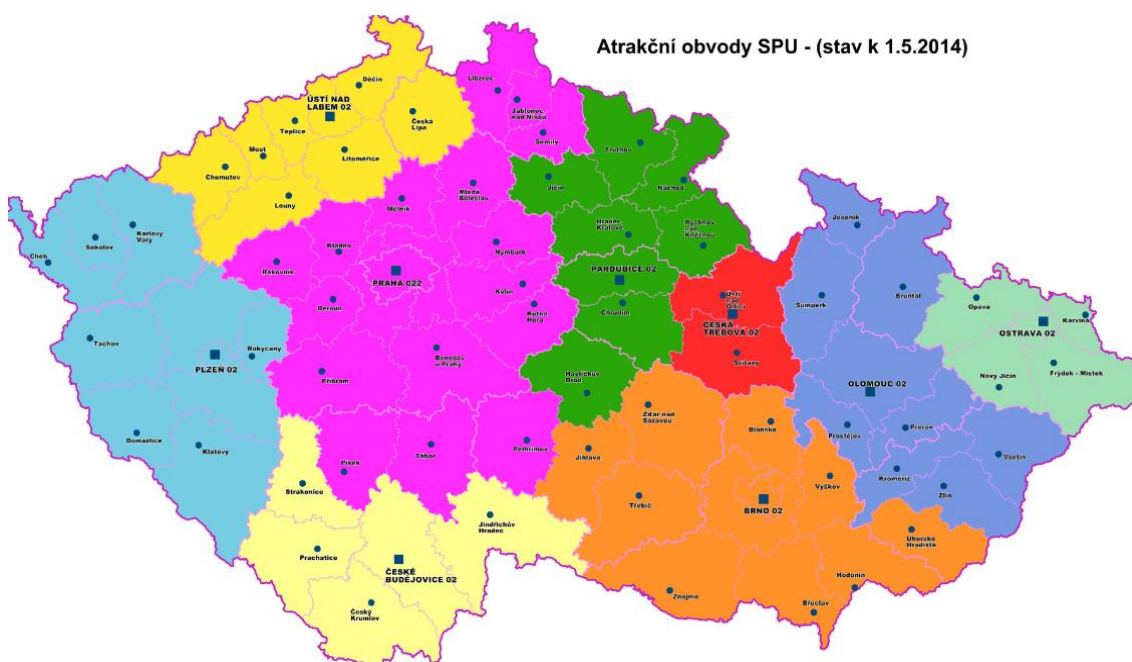 Atrakční obvody SPU - (stav k 1.5.2014)
Děčín
Liberec
ÚSTÍ NAD
LABEM 02
Jablonec
nad Nisou
Česká
Lípa
Teplice
Semily
Most
Litoměřice
Trutnov
Chomutov
Jičín
Náchod
Louny
Mladá
Boleslav
Mělník
Jeseník
Karlovy
Vary
Sokolov
Hradec
Králové
Rychnov
nad
Kněžnou
Cheb
Kladno
Nymburk
Rakovník
PRAHA 022
PARDUBICE 02
Bruntál
Kolín
Ústí
nad
Orlicí
Šumperk
Opava
Beroun
Kutná
Hora
Chrudim
ČESKÁ
TŘEBOVÁ 02
Karviná
OSTRAVA 02
Tachov
Rokycany
Benešov
u Prahy
Svitavy
PLZEŇ 02
Příbram
Havlíčkův
Brod
Nový Jičín
Frýdek - Místek
OLOMOUC 02
Žďár nad
Sázavou
Blansko
Prostějov
Přerov
Domažlice
Klatovy
Tábor
Pelhřimov
Jihlava
Vsetín
Písek
Kroměříž
Strakonice
Vyškov
Zlín
Třebíč
BRNO 02
Jindřichův
Hradec
Uherské
Hradiště
Prachatice
ČESKÉ
BUDĚJOVICE 02
Hodonín
Znojmo
Český
Krumlov
Břeclav